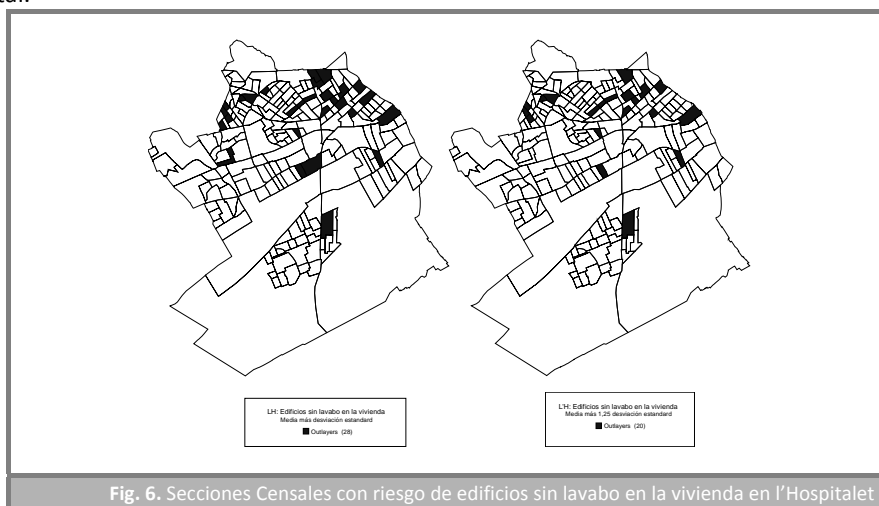 LH: Edificios sin lavabo en la vivienda
Media más desviación estandard
Outlayers (28)
L'H: Edificios sin lavabo en la vivienda
Media más 1,25 desviación estandard
Outlayers (20)
Fig. 6. Secciones Censales con riesgo de edificios sin lavabo en la vivienda en l’Hospitalet